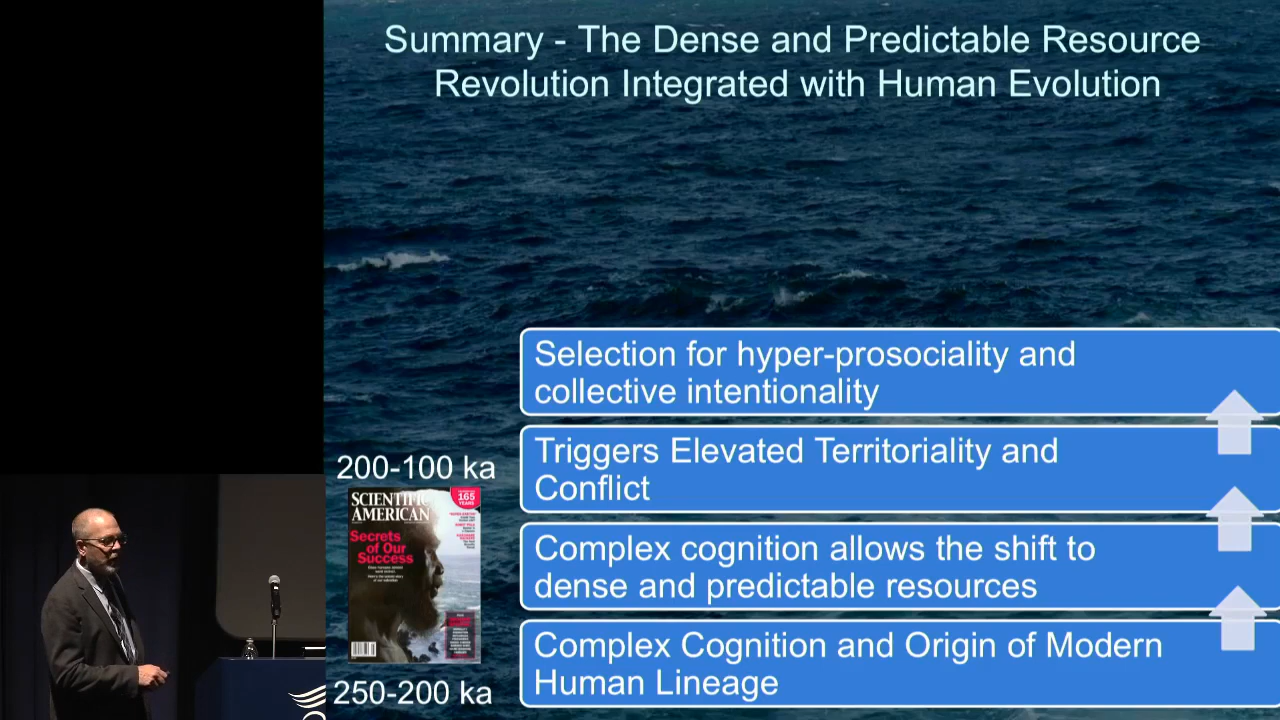 Summary - The Dense and Predictable Resource
Revolution Integrated with Human Evolution
Selection for hyper-prosociality and
collective intentionality
Triggers Elevated Territoriality and
Conflict
200-100 ka
SCIENTIFIC
AMERICAN
165
YEARS
Secrets
of Our
Success
Complex cognition allows the shift to
dense and predictable resources
Complex Cognition and Origin of Modern
Human Lineage
250-200 ka